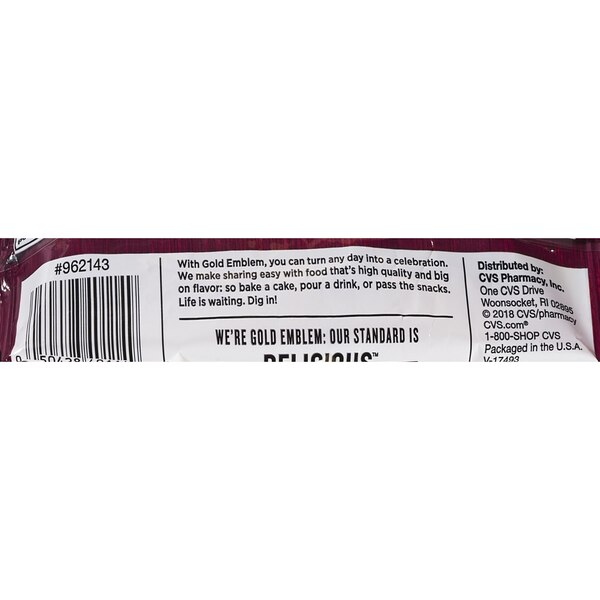 #962143
With Gold Emblem, you can turn any day into a celebration.
We make sharing easy with food that's high quality and big
on flavor: so bake a cake, pour a drink, or pass the snacks.
Life is waiting. Dig in!
WE'RE GOLD EMBLEM: OUR STANDARD IS
DELICIOUS™
Distributed by:
CVS Pharmacy, Inc.
One CVS Drive
Woonsocket, RI 02895
© 2018 CVS/pharmacy
CVS.com®
1-800-SHOP CVS
Packaged in the U.S.A.
V-17493